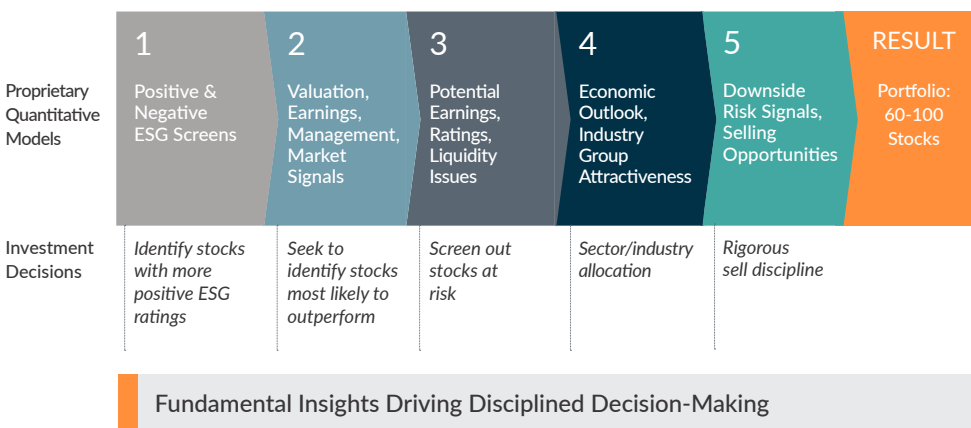 Proprietary
Quantitative
Models
1
Positive &
Negative
ESG Screens
2
Valuation,
Earnings,
Management,
Market
Signals
3
Potential
Earnings,
Ratings,
Liquidity
Issues
4
Economic
Outlook,
Industry
Group
Attractiveness
5
Downside
Risk Signals,
Selling
Opportunities
RESULT
Portfolio:
60-100
Stocks
Investment
Decisions
Identify stocks
with more
positive ESG
ratings
Seek to
identify stocks
most likely to
outperform
Screen out
stocks at
risk
Sector/industry
allocation
Rigorous
sell discipline
Fundamental Insights Driving Disciplined Decision-Making